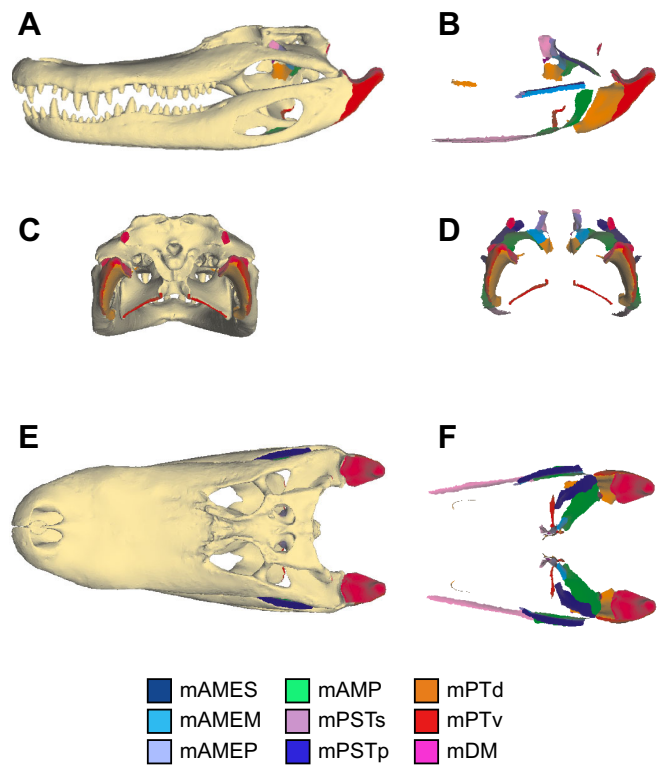 A B
C D
E F
mAMES mAMP mPTd
mAMEM mPSTs mPTv
mAMEP mPSTp mDM